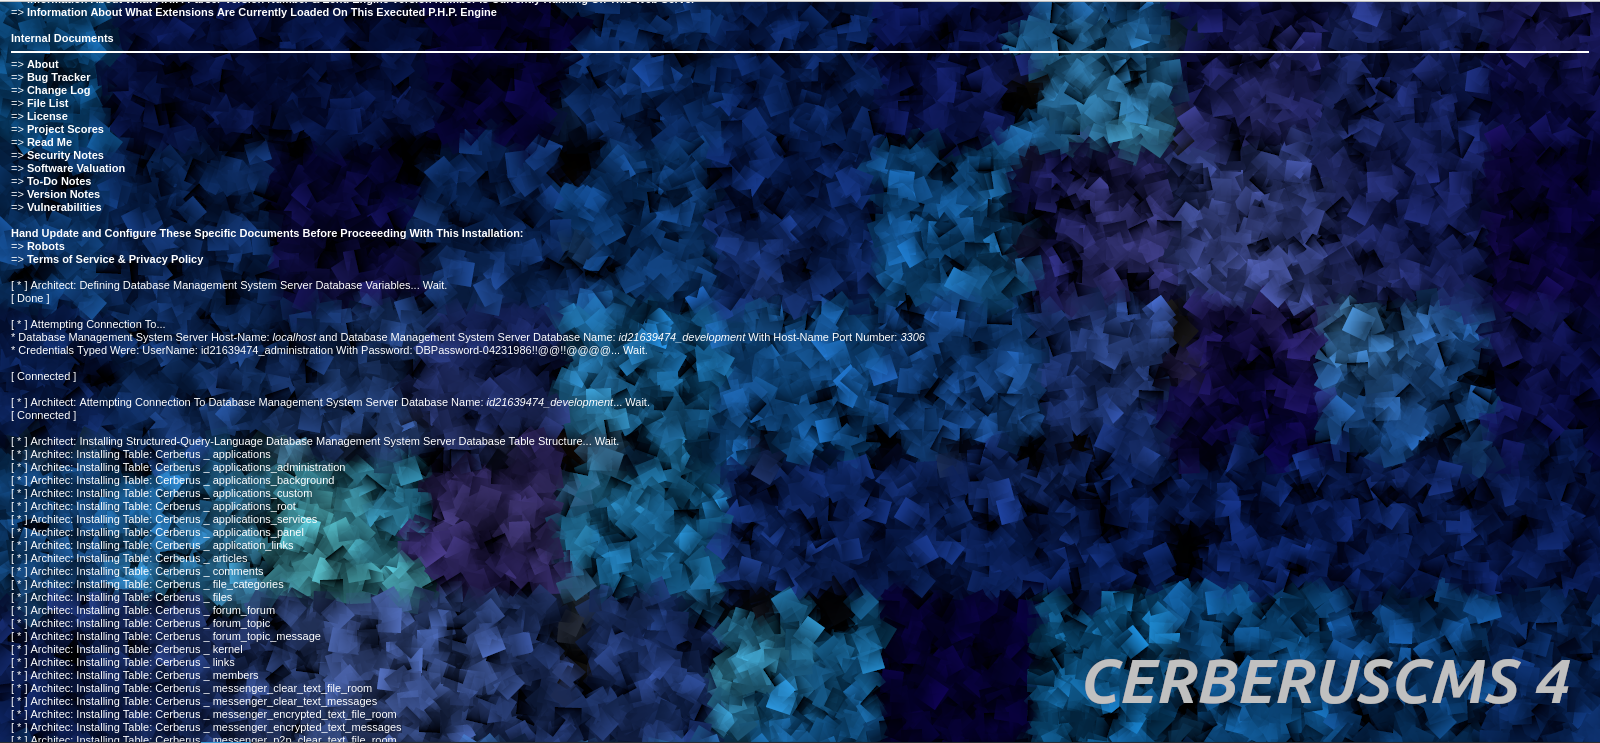 => Information About What Extensions Are Currently Loaded On This Executed P.H.P. Engine
Internal Documents
=> About
=> Bug Tracker
=> Change Log
=> File List
=> License
=> Project Scores
=> Read Me
=> Security Notes
=> Software Valuation
=> To-Do Notes
=> Version Notes
=> Vulnerabilities
Hand Update and Configure These Specific Documents Before Proceeeding With This Installation:
=> Robots
=> Terms of Service & Privacy Policy
[ * ] Architect: Defining Database Management System Server Database Variables... Wait.
[ Done ]
[ * ] Attempting Connection To...
* Database Management System Server Host-Name: localhost and Database Management System Server Database Name: id21639474_development With Host-Name Port Number: 3306
* Credentials Typed Were: UserName: id21639474_administration With Password: DBPassword-04231986!!@@!!@@@@... Wait.
[ Connected ]
[ * ] Architect: Attempting Connection To Database Management System Server Database Name: id21639474_development... Wait.
[ Connected ]
[ * ] Architect: Installing Structured-Query-Language Database Management System Server Database Table Structure... Wait.
[ * ] Architec: Installing Table: Cerberus _ applications
[ * ] Architec: Installing Table: Cerberus _ applications_administration
[ * ] Architec: Installing Table: Cerberus _ applications_background
[ * ] Architec: Installing Table: Cerberus _ applications_custom
[ * ] Architec: Installing Table: Cerberus _ applications_root
[ * ] Architec: Installing Table: Cerberus _ applications_services
[ * ] Architec: Installing Table: Cerberus _ applications_panel
[ * ] Architec: Installing Table: Cerberus _ application_links
[ * ] Architec: Installing Table: Cerberus _ articles
[ * ] Architec: Installing Table: Cerberus _ comments
[ * ] Architec: Installing Table: Cerberus _ file_categories
[ * ] Architec: Installing Table: Cerberus _ files
[ * ] Architec: Installing Table: Cerberus _ forum_forum
[ * ] Architec: Installing Table: Cerberus _ forum_topic
[ * ] Architec: Installing Table: Cerberus _ forum_topic_message
[ * ] Architec: Installing Table: Cerberus _ kernel
[ * ] Architec: Installing Table: Cerberus _ links
[ * ] Architec: Installing Table: Cerberus _ members
[ * ] Architec: Installing Table: Cerberus _ messenger_clear_text_file_room
[ * ] Architec: Installing Table: Cerberus _ messenger_clear_text_messages
[ * ] Architec: Installing Table: Cerberus _ messenger_encrypted_text_file_room
[ * ] Architec: Installing Table: Cerberus _ messenger_encrypted_text_messages
[ * ] Architec: Installing Table: Cerberus _ messenger_p2p_clear_text_file_room
CERBERUSCMS 4